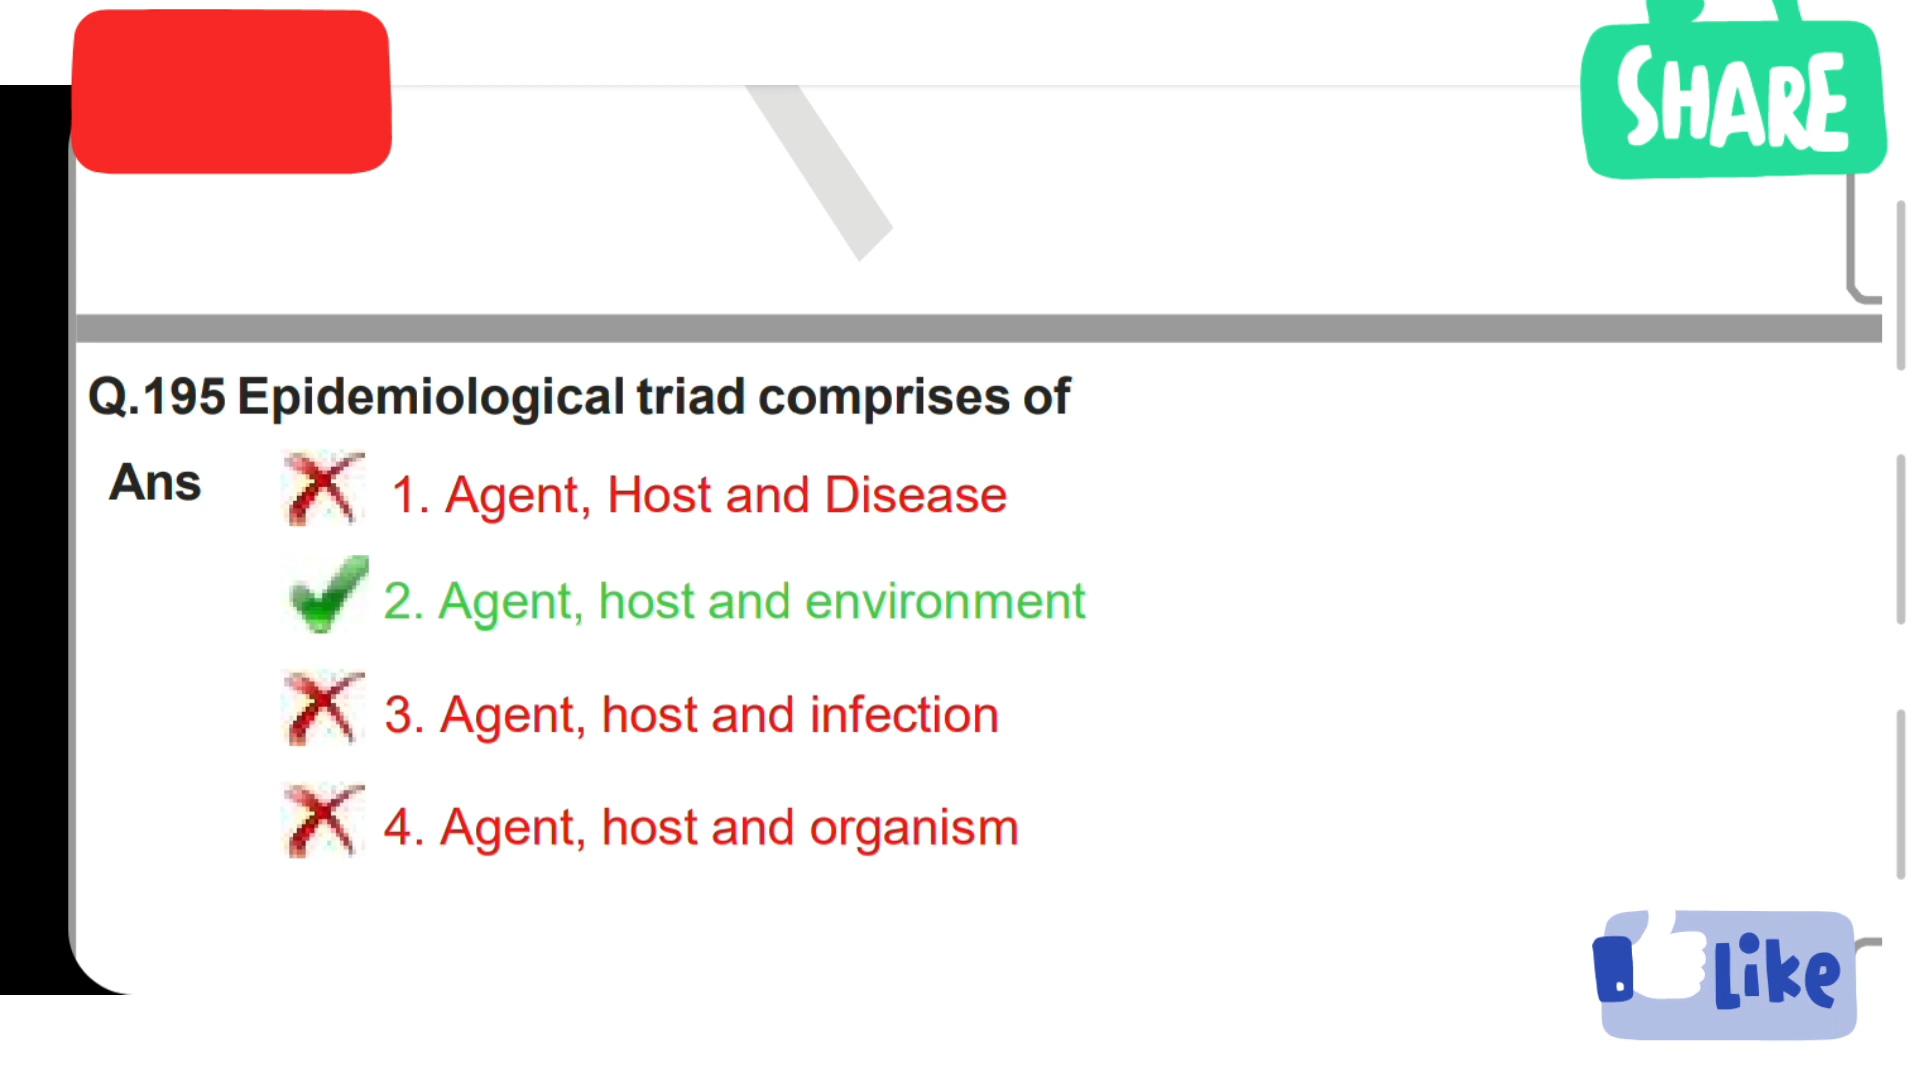 SHARE
Q.195 Epidemiological triad comprises of
Ans
1. Agent, Host and Disease
2. Agent, host and environment
3. Agent, host and infection
4. Agent, host and organism
Like